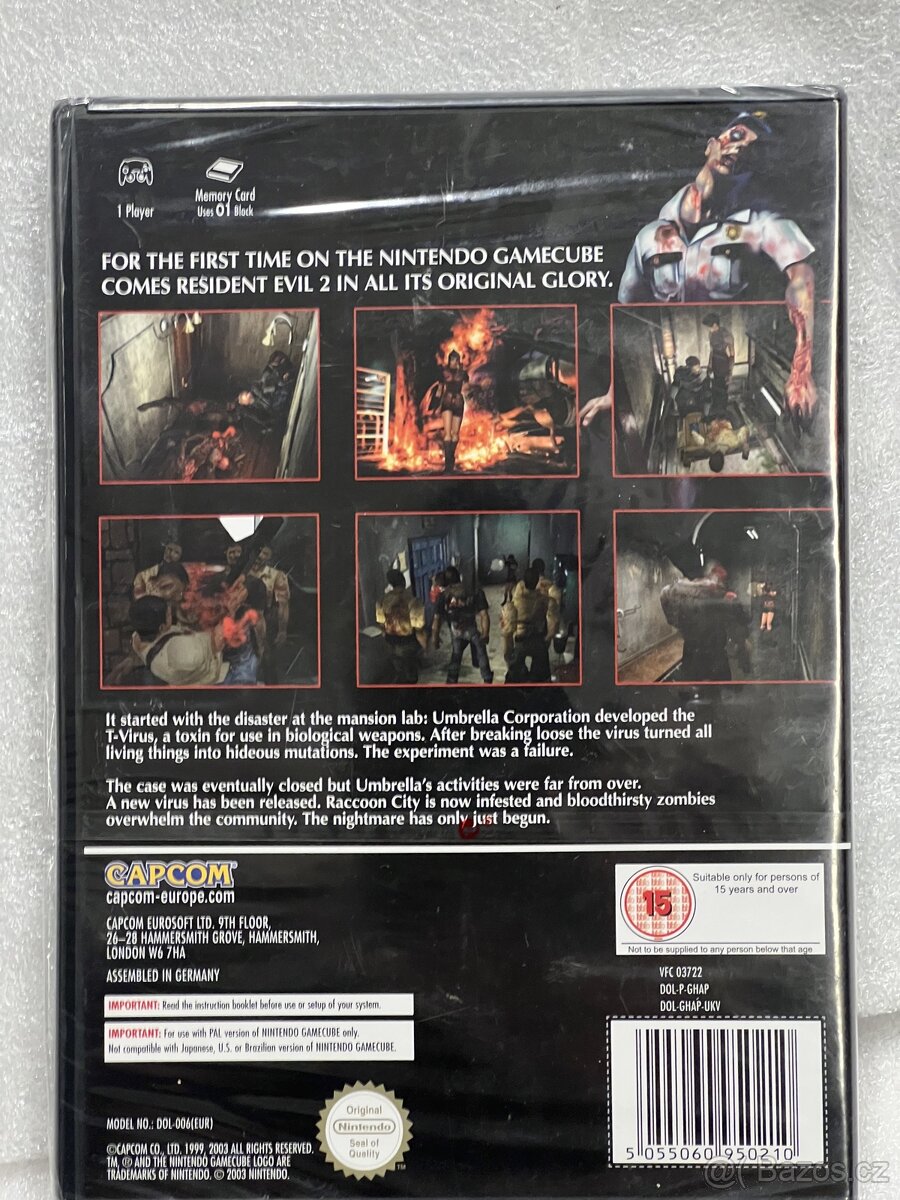 1 Player
Memory Card
Uses 01 Block
FOR THE FIRST TIME ON THE NINTENDO GAMECUBE
COMES RESIDENT EVIL 2 IN ALL ITS ORIGINAL GLORY.
It started with the disaster at the mansion lab: Umbrella Corporation developed the
T-Virus, a toxin for use in biological weapons. After breaking loose the virus turned all
living things into hideous mutations. The experiment was a failure.
The case was eventually closed but Umbrella's activities were far from over.
A new virus has been released. Raccoon City is now infested and bloodthirsty zombies
overwhelm the community. The nightmare has only just begun.
CAPCOM®
capcom-europe.com
CAPCOM EUROSOFT LTD. 9TH FLOOR,
26–28 HAMMERSMITH GROVE, HAMMERSMITH,
LONDON W6 7HA
ASSEMBLED IN GERMANY
IMPORTANT: Read the instruction booklet before use or setup of your system.
IMPORTANT: For use with PAL version of NINTENDO GAMECUBE only.
Not compatible with Japanese, U.S. or Brazilian version of NINTENDO GAMECUBE.
15
Suitable only for persons of
15 years and over
Not to be supplied to any person below that age
VFC 03722
DOL-P-GHAP
DOL-GHAP-UKV
MODEL NO.: DOL-006(EUR)
©CAPCOM CO., LTD. 1999, 2003 ALL RIGHTS RESERVED.
TM, ® AND THE NINTENDO GAMECUBE LOGO ARE
TRADEMARKS OF NINTENDO. © 2003 NINTENDO.
Original
Nintendo
Seal of
Quality
TM
5 055060 950210
@ Bazos.cz